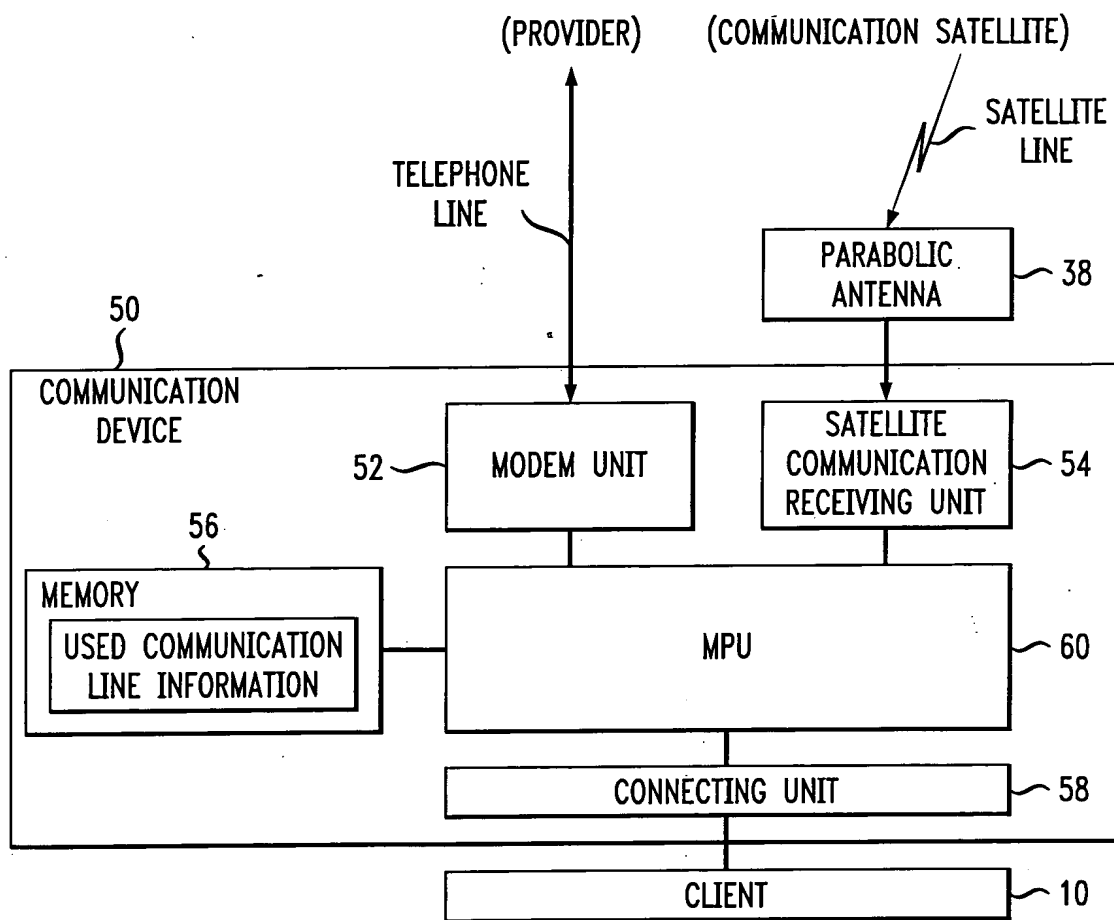 (PROVIDER) (COMMUNICATION SATELLITE)
SATELLITE
LINE
TELEPHONE
LINE
PARABOLIC
ANTENNA
38
50
COMMUNICATION
DEVICE
52
MODEM UNIT
SATELLITE
COMMUNICATION
RECEIVING UNIT
54
56
MEMORY
USED COMMUNICATION
LINE INFORMATION
MPU
60
CONNECTING UNIT
58
CLIENT
10